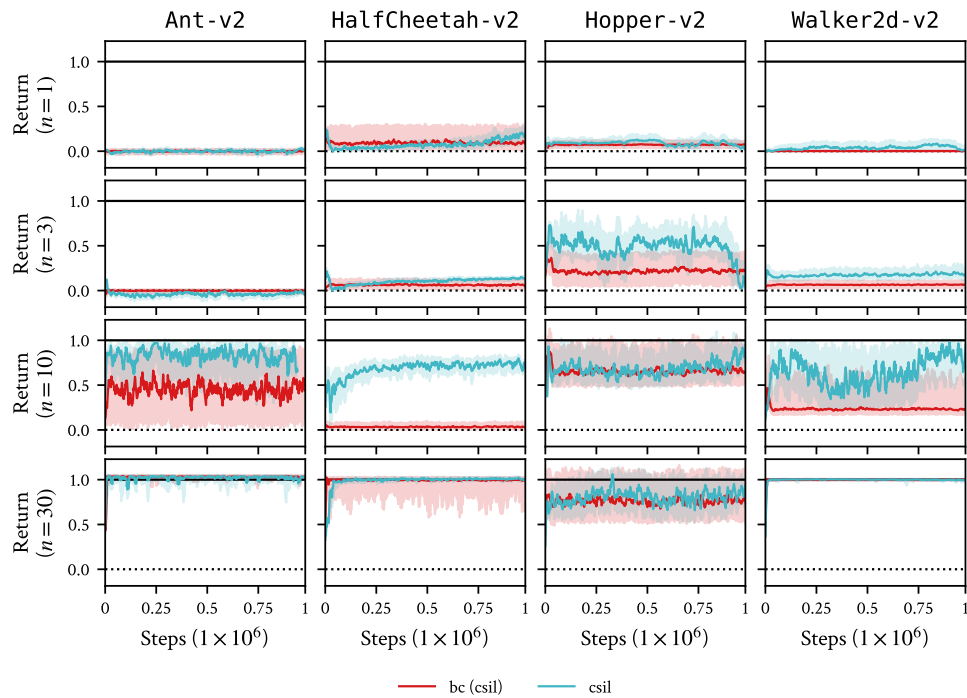 Ant-v2 HalfCheetah-v2 Hopper-v2 Walker2d-v2
Return
(n = 1)
1.0
0.5
0.0
Return
(n = 3)
1.0
0.5
0.0
Return
(n = 10)
1.0
0.5
0.0
Return
(n = 30)
1.0
0.5
0.0
0 0.25 0.5 0.75 1 0 0.25 0.5 0.75 1 0 0.25 0.5 0.75 1 0 0.25 0.5 0.75 1
Steps (1 × 10⁶) Steps (1 × 10⁶) Steps (1 × 10⁶) Steps (1 × 10⁶)
bc (csil) csil